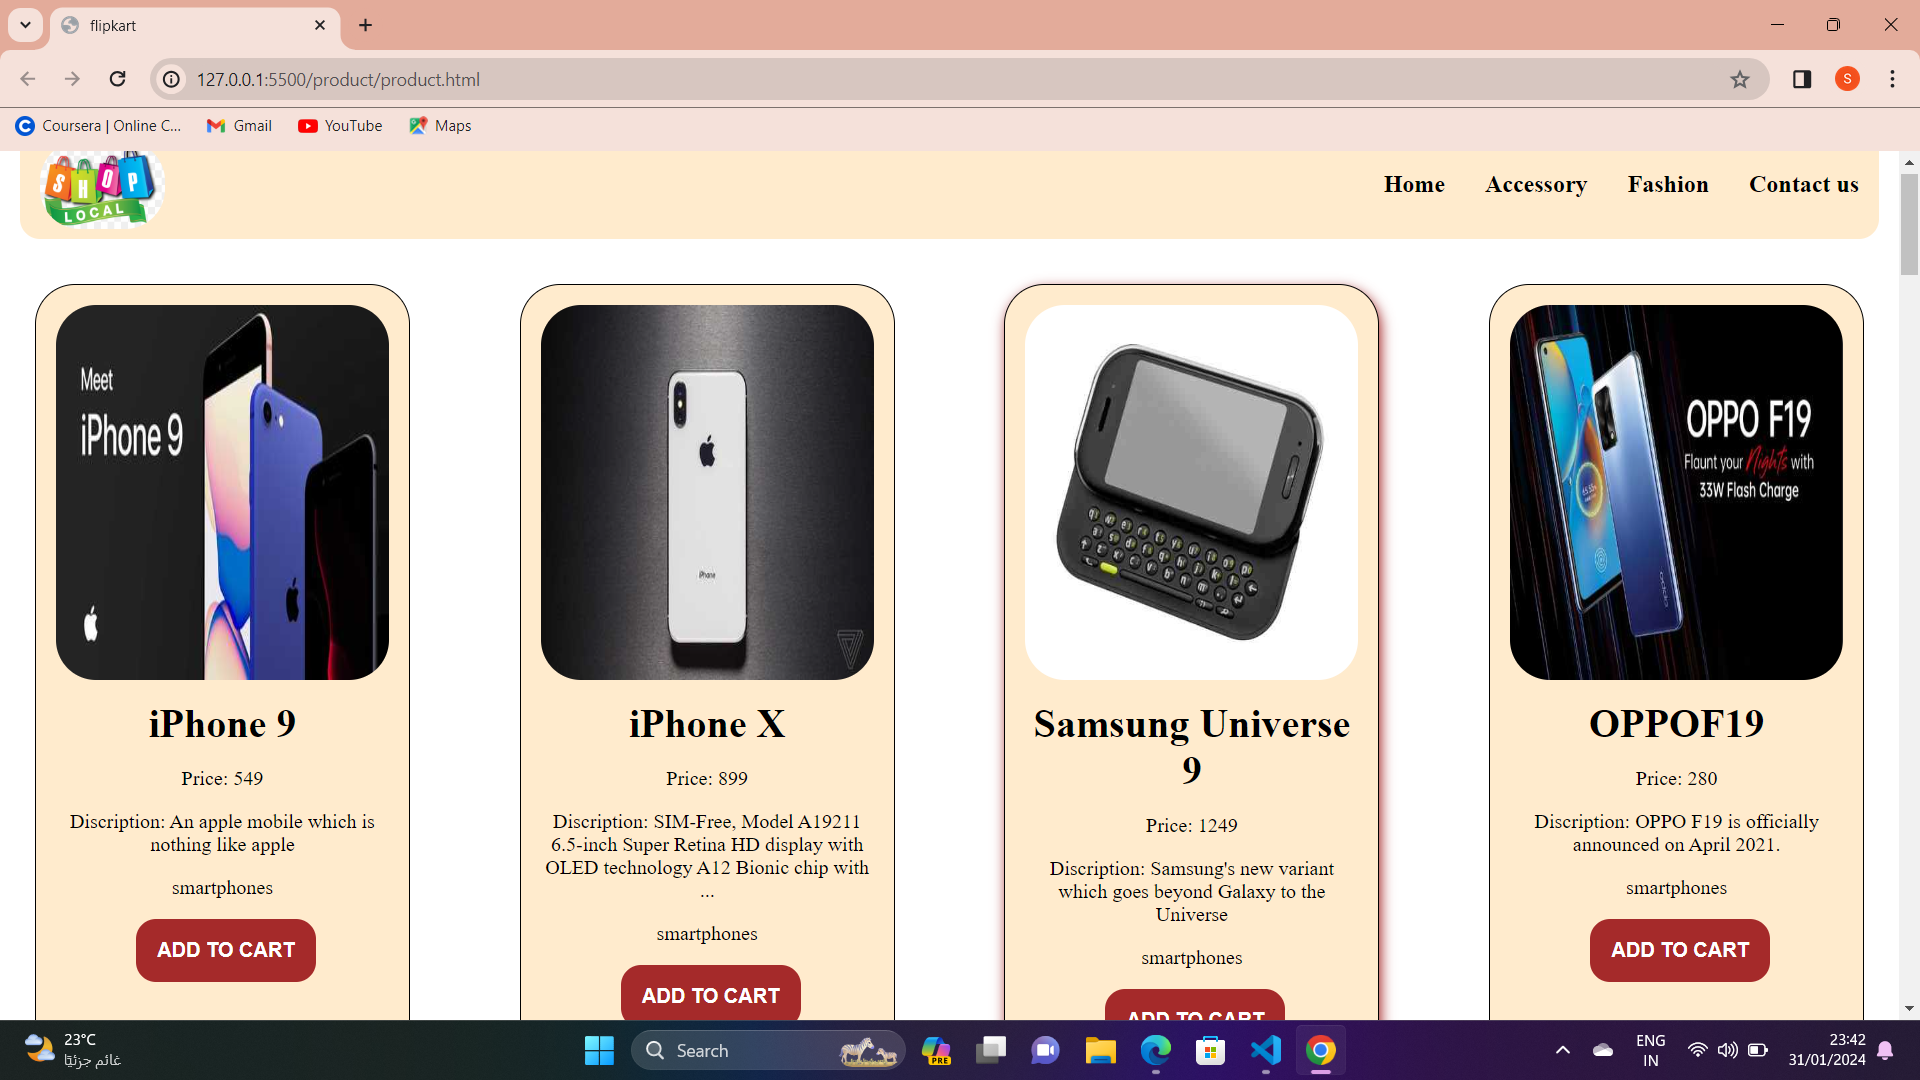 flipkart
127.0.0.1:5500/product/product.html
S
Coursera | Online C...
Gmail
YouTube
Maps
SHOP
LOCAL
Home
Accessory
Fashion
Contact us
Meet
iPhone 9
iPhone
OPPO F19
Flaunt your Nights with
33W Flash Charge
iPhone 9
Price: 549
Discription: An apple mobile which is
nothing like apple
smartphones
ADD TO CART
iPhone X
Price: 899
Discription: SIM-Free, Model A19211
6.5-inch Super Retina HD display with
OLED technology A12 Bionic chip with
...
smartphones
ADD TO CART
Samsung Universe
9
Price: 1249
Discription: Samsung's new variant
which goes beyond Galaxy to the
Universe
smartphones
ADD TO CART
OPPOF19
Price: 280
Discription: OPPO F19 is officially
announced on April 2021.
smartphones
ADD TO CART
23°C
غائم جزئيًا
Search
PRE
ENG
IN
23:42
31/01/2024